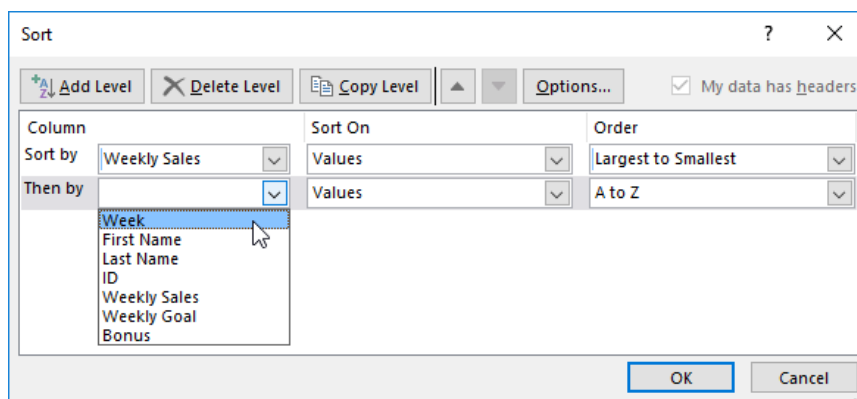 Sort ?
Add Level Delete Level Copy Level Options... My data has headers
Column Sort On Order
Sort by Weekly Sales Values Largest to Smallest
Then by Values A to Z
Week
First Name
Last Name
ID
Weekly Sales
Weekly Goal
Bonus
OK Cancel